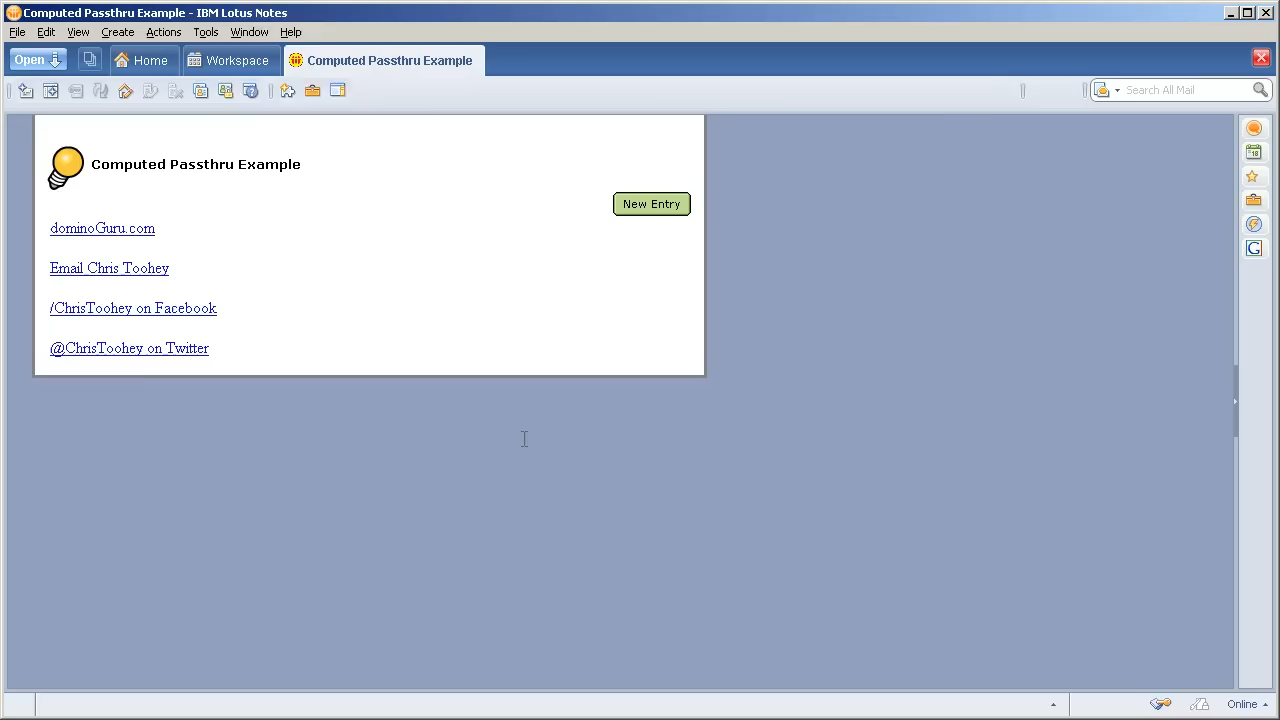 Computed Passthru Example - IBM Lotus Notes
File Edit View Create Actions Tools Window Help
Open Home Workspace Computed Passthru Example
Search All Mail
Computed Passthru Example
New Entry
dominoGuru.com
Email Chris Toohey
/ChrisToohey on Facebook
@ChrisToohey on Twitter
18
G
Online